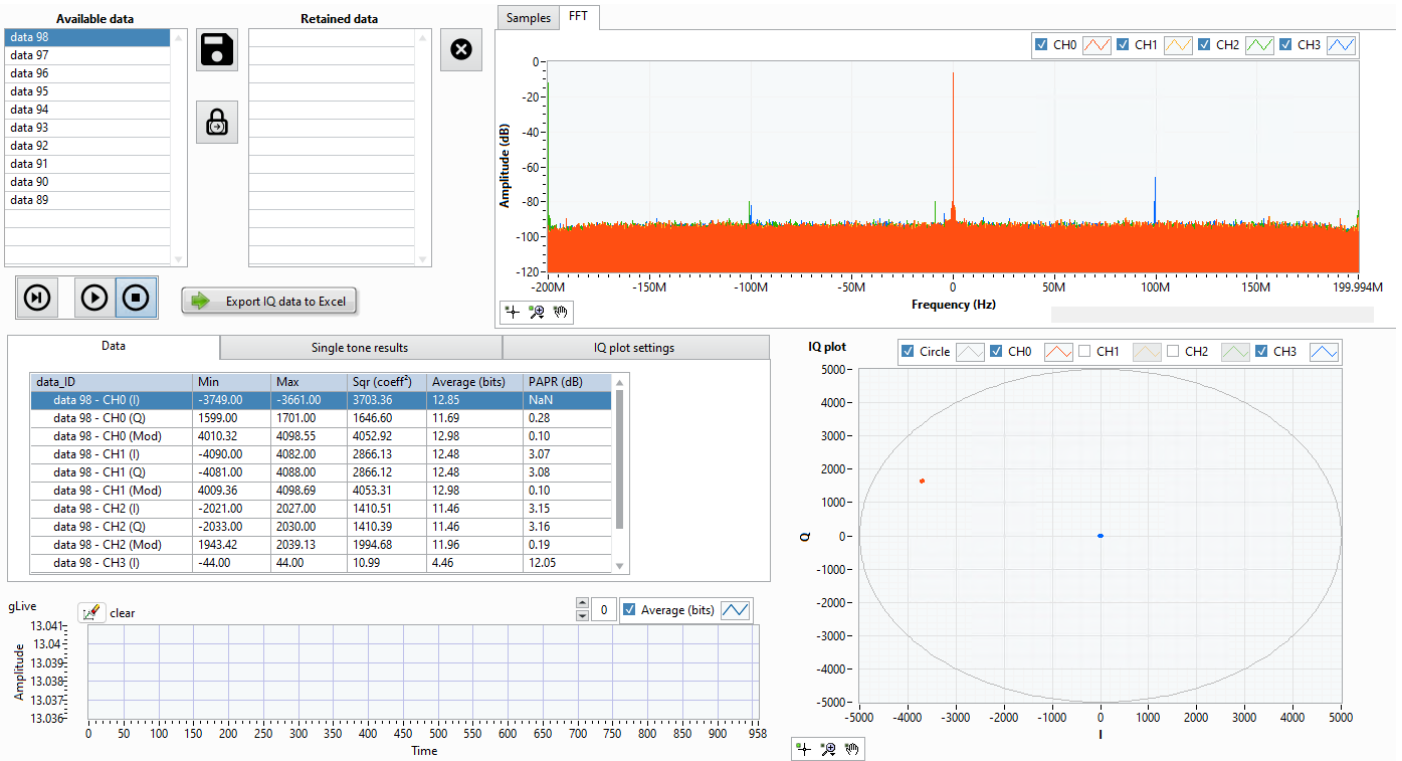 Available data
data 98
data 97
data 96
data 95
data 94
data 93
data 92
data 91
data 90
data 89
Retained data
Export IQ data to Excel
Samples FFT
CH0 CH1 CH2 CH3
Amplitude (dB)
0
-20
-40
-60
-80
-100
-120
-200M -150M -100M -50M 0 50M 100M 150M 199.994M
Frequency (Hz)
Data Single tone results IQ plot settings
data_ID Min Max Sqr (coeff²) Average (bits) PAPR (dB)
data 98 - CH0 (I) -3749.00 -3661.00 3703.36 12.85 NaN
data 98 - CH0 (Q) 1599.00 1701.00 1646.60 11.69 0.28
data 98 - CH0 (Mod) 4010.32 4098.55 4052.92 12.98 0.10
data 98 - CH1 (I) -4090.00 4082.00 2866.13 12.48 3.07
data 98 - CH1 (Q) -4081.00 4088.00 2866.12 12.48 3.08
data 98 - CH1 (Mod) 4009.36 4098.69 4053.31 12.98 0.10
data 98 - CH2 (I) -2021.00 2027.00 1410.51 11.46 3.15
data 98 - CH2 (Q) -2033.00 2030.00 1410.39 11.46 3.16
data 98 - CH2 (Mod) 1943.42 2039.13 1994.68 11.96 0.19
data 98 - CH3 (I) -44.00 44.00 10.99 4.46 12.05
gLive clear 0 Average (bits)
Amplitude
13.041
13.04
13.039
13.038
13.037
13.036
0 50 100 150 200 250 300 350 400 450 500 550 600 650 700 750 800 850 900 958
Time
IQ plot Circle CH0 CH1 CH2 CH3
Q
5000
4000
3000
2000
1000
0
-1000
-2000
-3000
-4000
-5000
-5000 -4000 -3000 -2000 -1000 0 1000 2000 3000 4000 5000
I